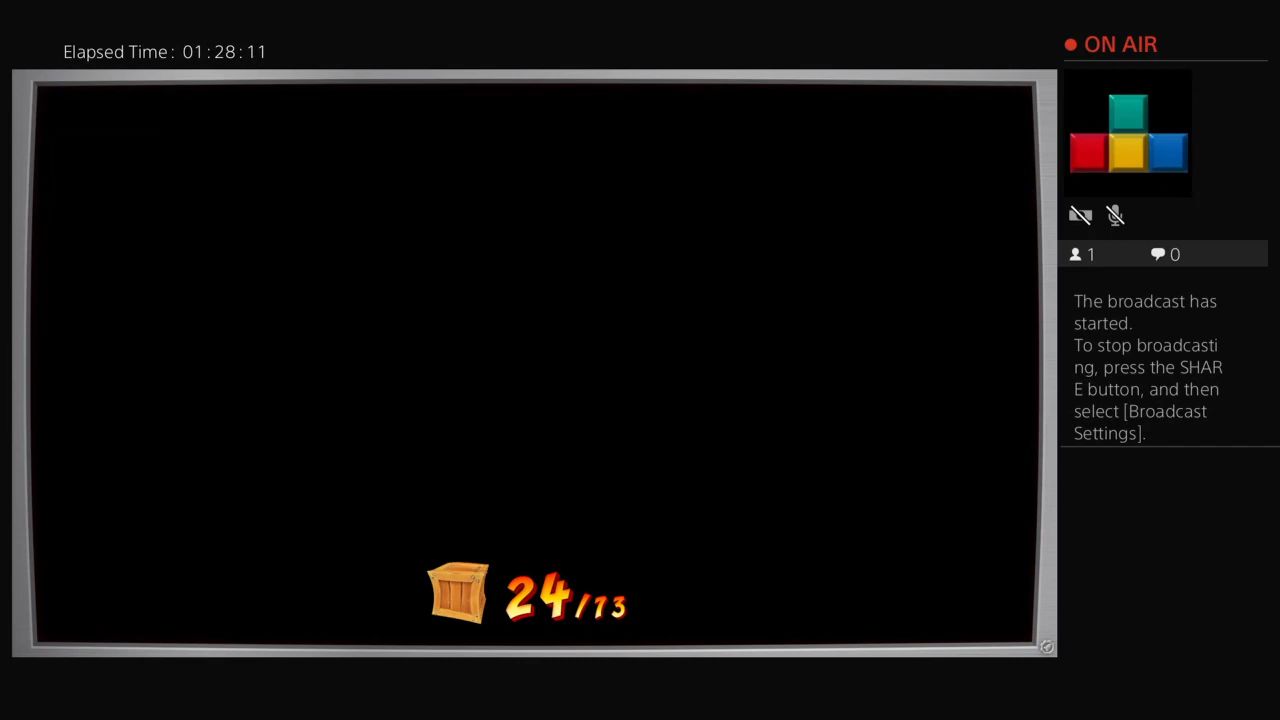 Elapsed Time: 01:28:11
ON AIR
1 0
The broadcast has
started.
To stop broadcasti
ng, press the SHAR
E button, and then
select [Broadcast
Settings].
24/73